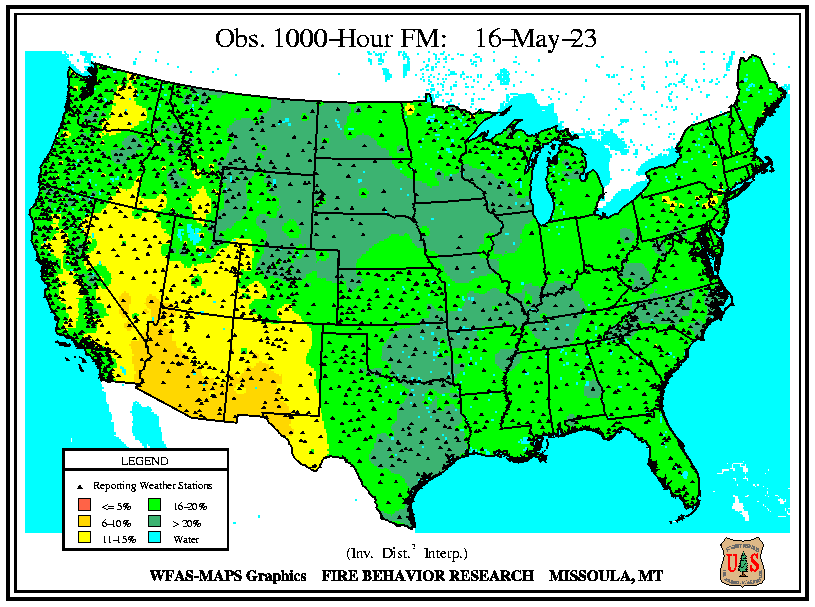 Obs. 1000-Hour FM: 16-May-23
LEGEND
Reporting Weather Stations
<= 5% 16-20%
6-10% > 20%
11-15% Water
(Inv. Dist.² Interp.)
WFAS-MAPS Graphics FIRE BEHAVIOR RESEARCH MISSOULA, MT
U S